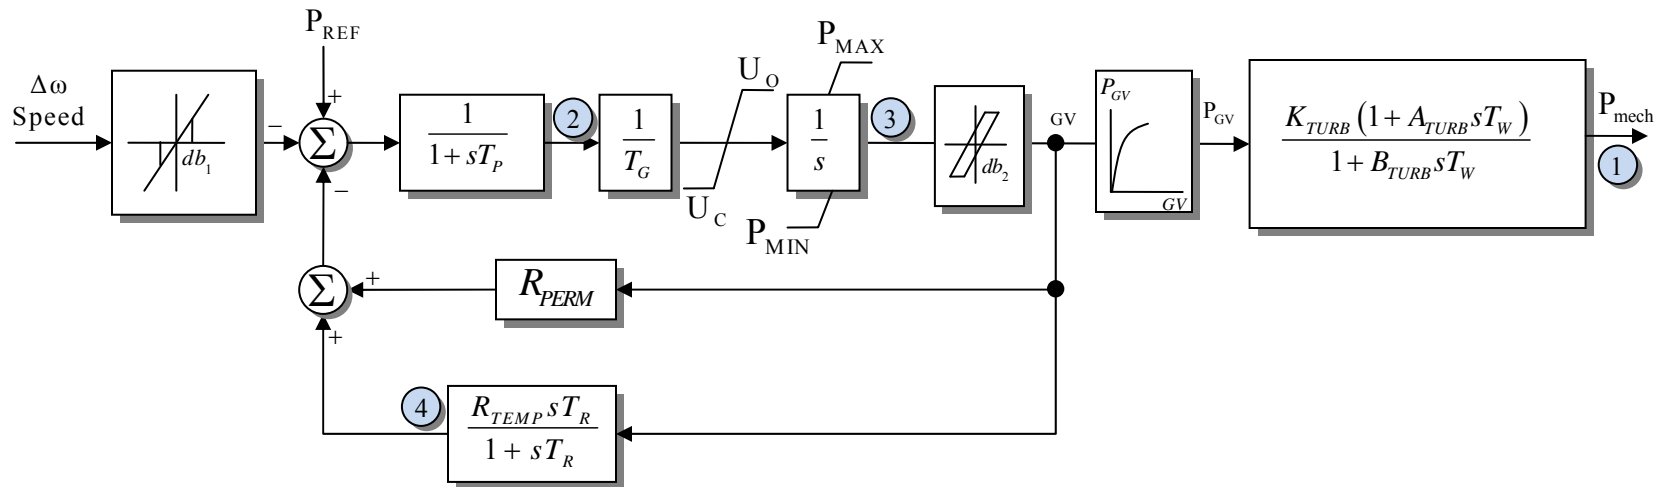 P_REF
Δω
Speed
db_1
−
+
Σ
−
1
1 + sT_P
2
1
T_G
U_O
U_C
P_MAX
1
s
P_MIN
3
db_2
GV
P_GV
GV
P_GV
K_TURB (1 + A_TURB sT_W)
1 + B_TURB sT_W
P_mech
1
Σ
+
+
R_PERM
4
R_TEMP sT_R
1 + sT_R